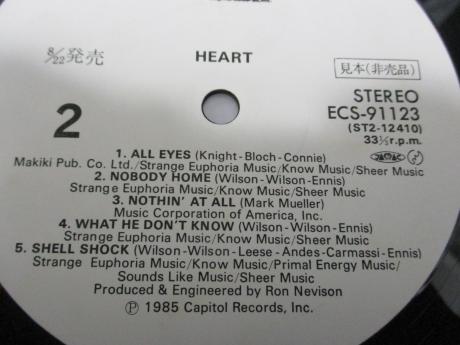 8/22発売
HEART
見本(非売品)
STEREO
ECS-91123
(ST2-12410)
33⅓r.p.m.
2
1. ALL EYES (Knight-Bloch-Connie)
Makiki Pub. Co. Ltd./Strange Euphoria Music/Know Music/Sheer Music
2. NOBODY HOME (Wilson-Wilson-Ennis)
Strange Euphoria Music/Know Music/Sheer Music
3. NOTHIN' AT ALL (Mark Mueller)
Music Corporation of America, Inc.
4. WHAT HE DON'T KNOW (Wilson-Wilson-Ennis)
Strange Euphoria Music/Know Music/Sheer Music
5. SHELL SHOCK (Wilson-Wilson-Leese-Andes-Carmassi-Ennis)
Strange Euphoria Music/Know Music/Primal Energy Music/
Sounds Like Music/Sheer Music
Produced & Engineered by Ron Nevison
℗ 1985 Capitol Records, Inc.